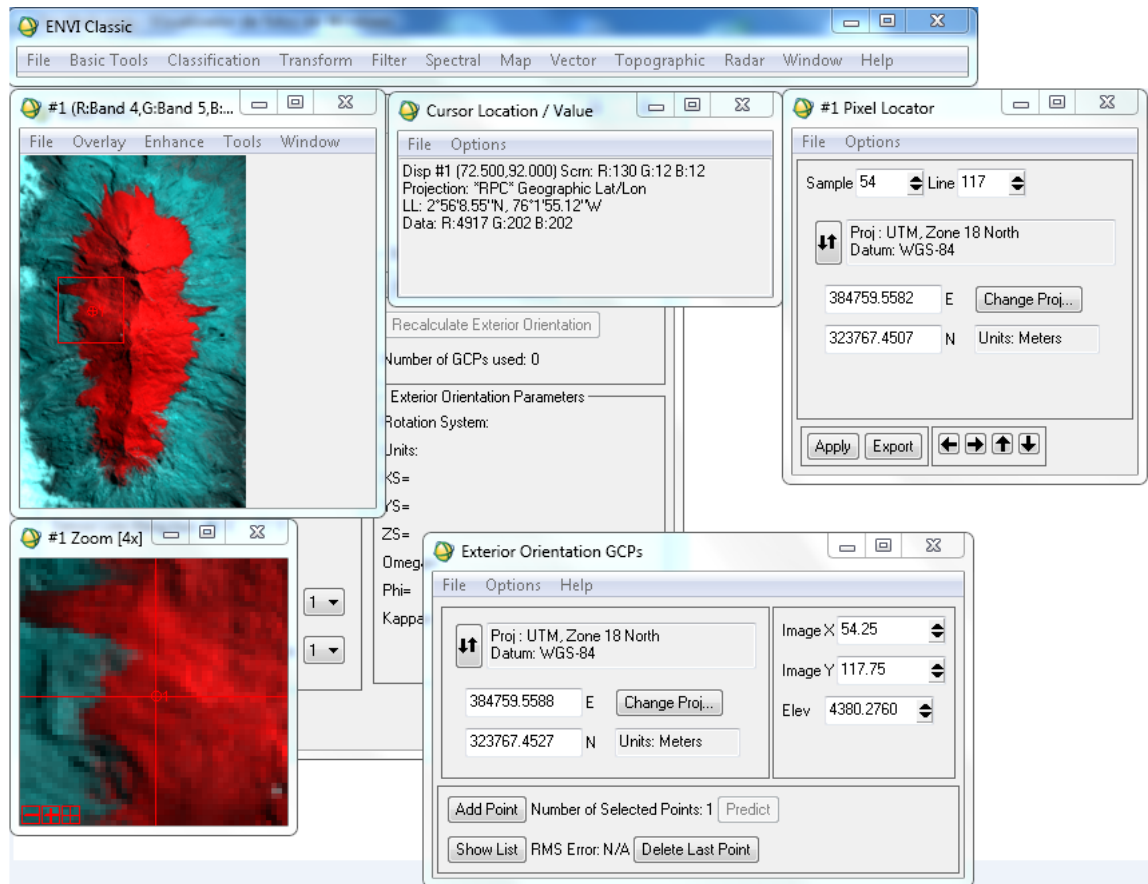 ENVI Classic
File Basic Tools Classification Transform Filter Spectral Map Vector Topographic Radar Window Help
#1 (R:Band 4,G:Band 5,B:...
File Overlay Enhance Tools Window
Cursor Location / Value
File Options
Disp #1 (72.500,92.000) Scrn: R:130 G:12 B:12
Projection: *RPC* Geographic Lat/Lon
LL: 2°56'8.55"N, 76°1'55.12"W
Data: R:4917 G:202 B:202
#1 Pixel Locator
File Options
Sample 54 Line 117
Proj : UTM, Zone 18 North
Datum: WGS-84
384759.5582 E Change Proj...
323767.4507 N Units: Meters
Apply Export
Recalculate Exterior Orientation
Number of GCPs used: 0
Exterior Orientation Parameters
Rotation System:
Units:
XS=
YS=
ZS=
Omeg
Phi=
Kappa
#1 Zoom [4x]
1
1
Exterior Orientation GCPs
File Options Help
Proj : UTM, Zone 18 North
Datum: WGS-84
384759.5588 E Change Proj...
323767.4527 N Units: Meters
Image X 54.25
Image Y 117.75
Elev 4380.2760
Add Point Number of Selected Points: 1 Predict
Show List RMS Error: N/A Delete Last Point